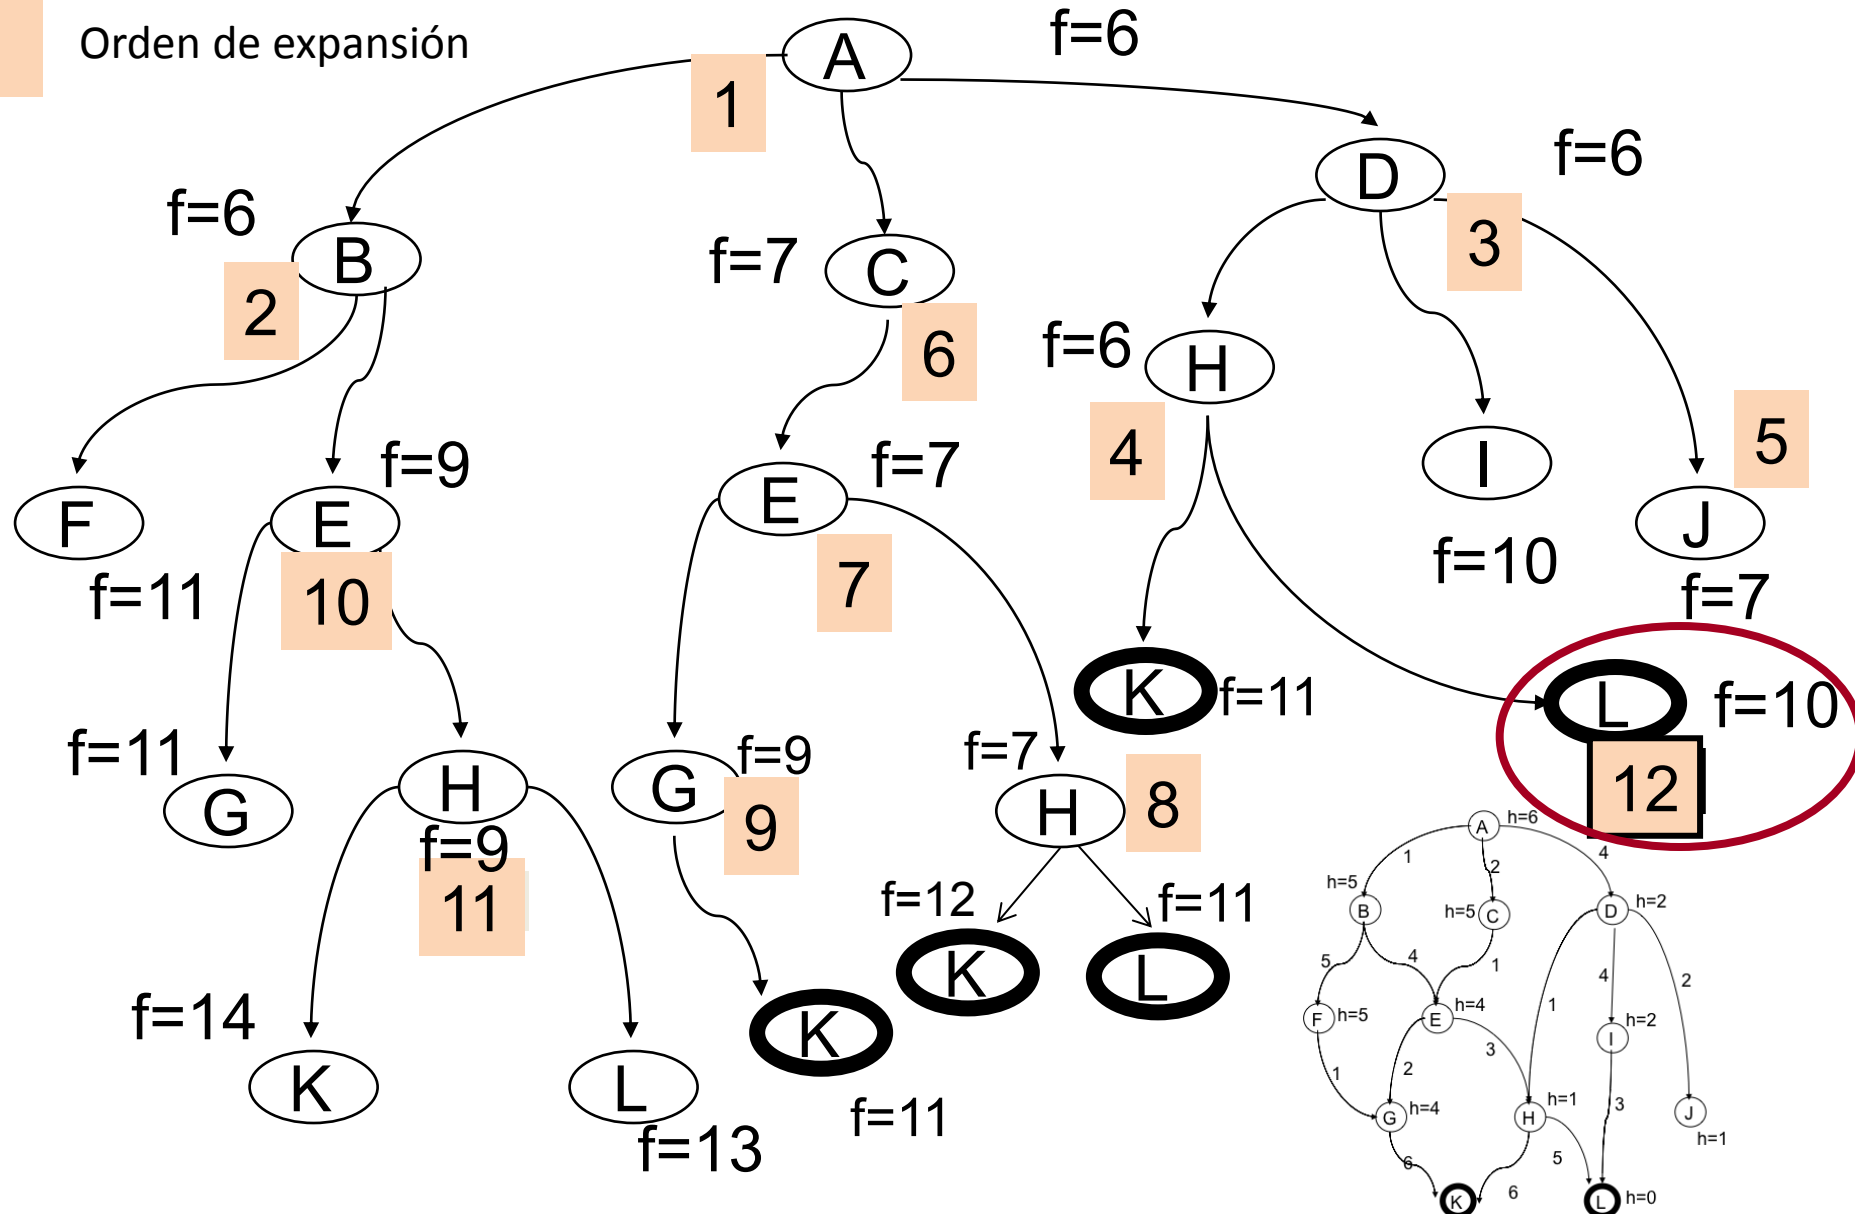 Orden de expansión
A
f=6
1
D
f=6
3
f=6
B
2
f=7
C
6
f=6
H
4
I
f=10
J
5
f=7
F
f=11
E
f=9
10
E
f=7
7
K
f=11
L
f=10
12
f=11
G
H
f=9
11
G
f=9
9
f=7
H
8
f=12
K
f=11
L
f=14
K
L
f=13
K
f=11
A
h=6
1
2
4
h=5
B
h=5
C
D
h=2
5
4
1
4
2
F
h=5
E
h=4
1
I
h=2
3
1
2
3
G
h=4
H
h=1
J
h=1
6
5
6
K
L
h=0